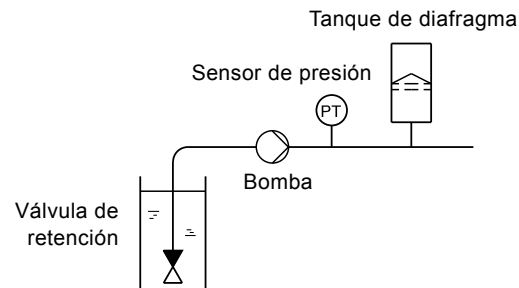 Tanque de diafragma
Sensor de presión
PT
Bomba
Válvula de
retención